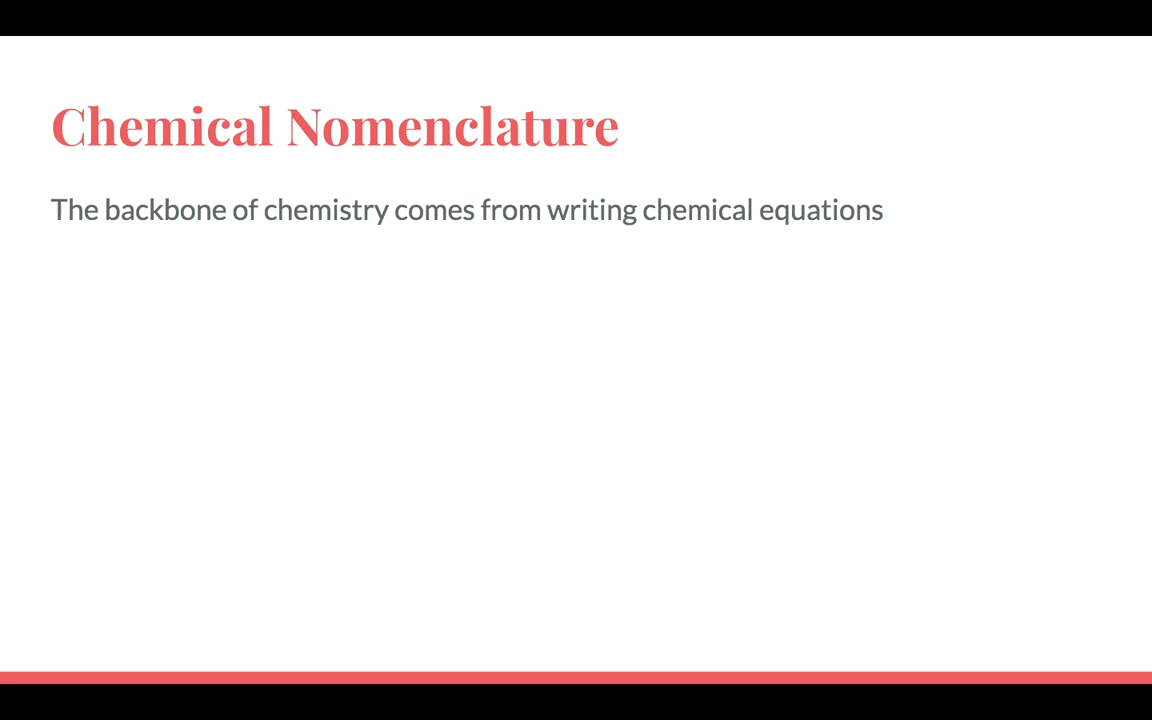 Chemical Nomenclature
The backbone of chemistry comes from writing chemical equations